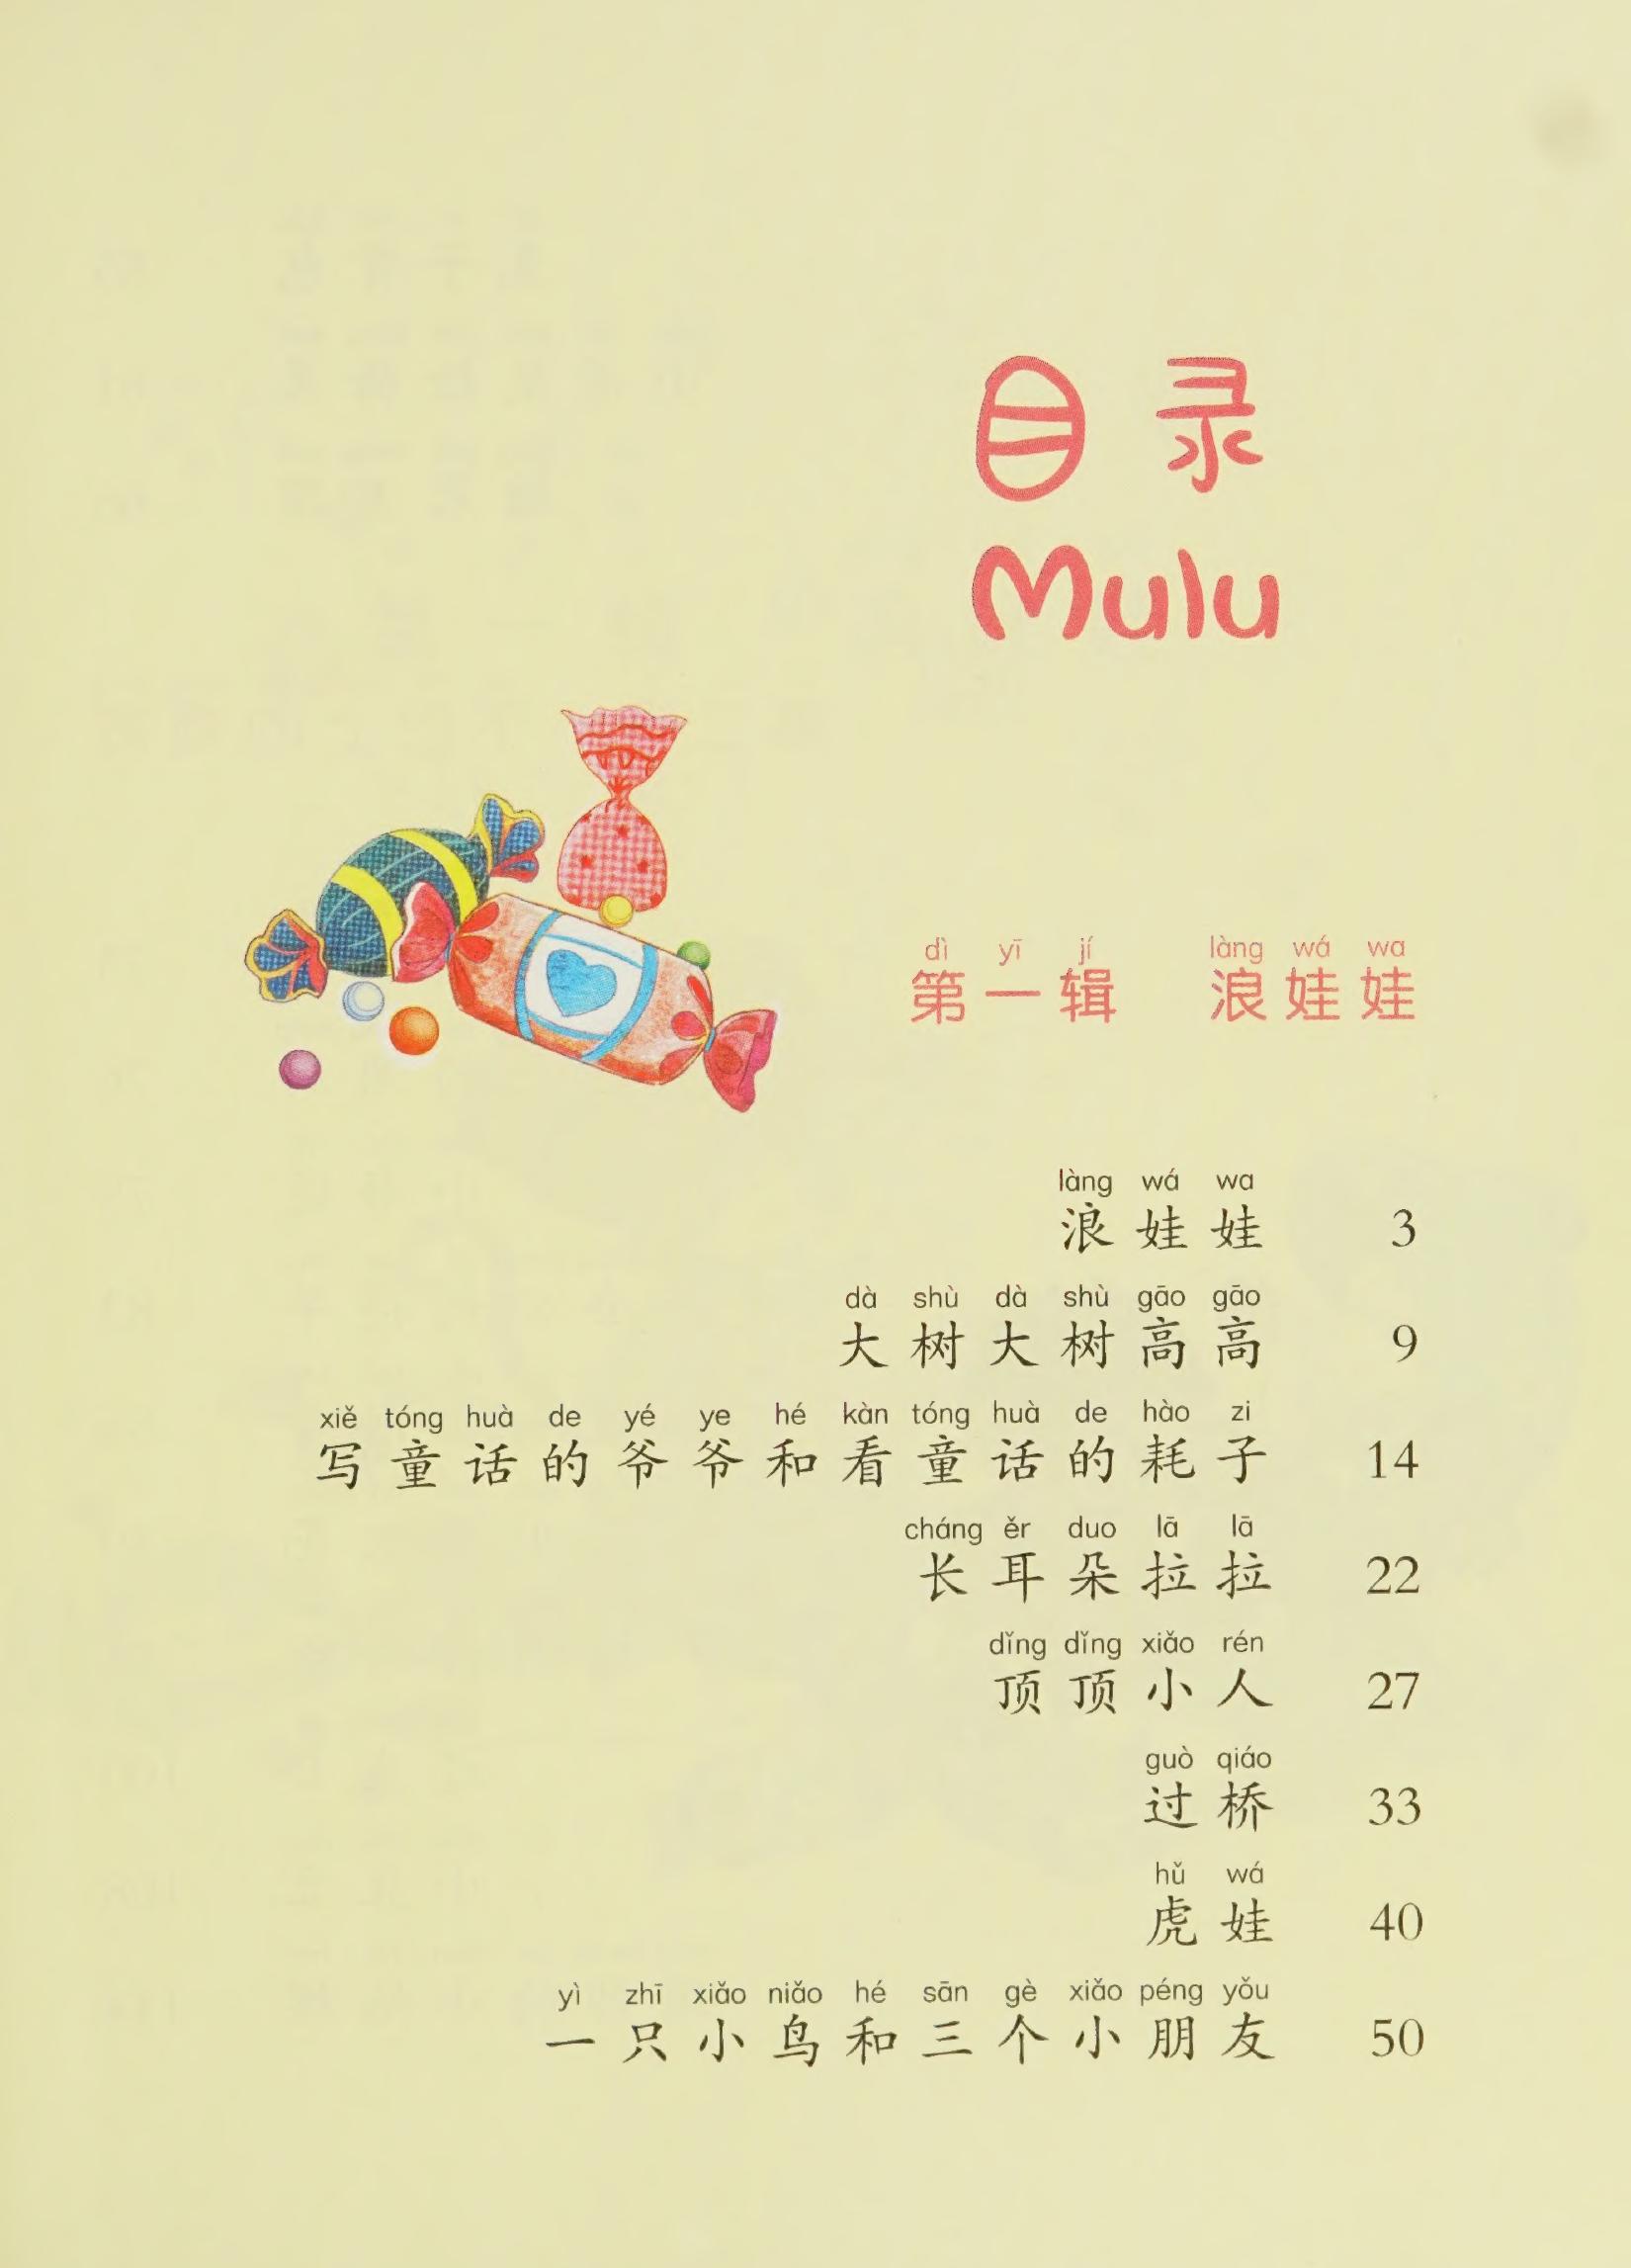 目录
Mulu
dì yī jí làng wá wa
第一辑 浪娃娃
làng wá wa
浪娃娃 3
dà shù dà shù gāo gāo
大树大树高高 9
xiě tóng huà de yé ye hé kàn tóng huà de hào zi
写童话的爷爷和看童话的耗子 14
cháng ěr duo lā lā
长耳朵拉拉 22
dǐng dǐng xiǎo rén
顶顶小人 27
guò qiáo
过桥 33
hǔ wá
虎娃 40
yì zhī xiǎo niǎo hé sān gè xiǎo péng yǒu
一只小鸟和三个小朋友 50